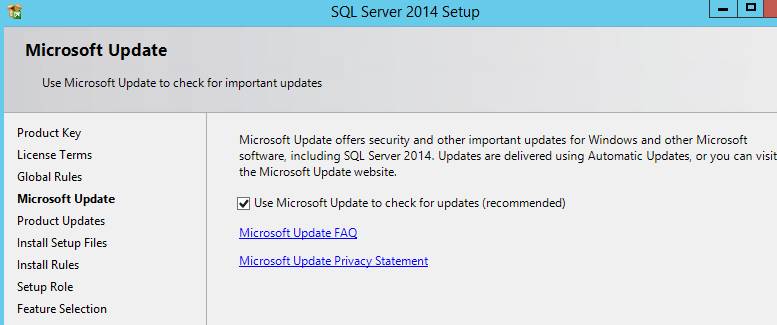 SQL Server 2014 Setup
Microsoft Update
Use Microsoft Update to check for important updates
Product Key
License Terms
Global Rules
Microsoft Update
Product Updates
Install Setup Files
Install Rules
Setup Role
Feature Selection
Microsoft Update offers security and other important updates for Windows and other Microsoft
software, including SQL Server 2014. Updates are delivered using Automatic Updates, or you can visit
the Microsoft Update website.
Use Microsoft Update to check for updates (recommended)
Microsoft Update FAQ
Microsoft Update Privacy Statement